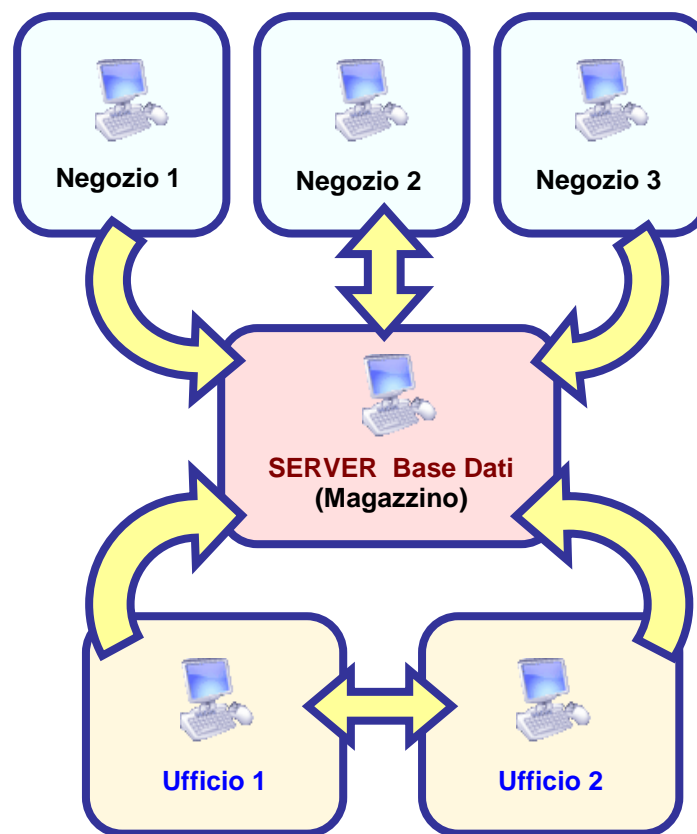 Negozio 1
Negozio 2
Negozio 3
SERVER Base Dati
(Magazzino)
Ufficio 1
Ufficio 2